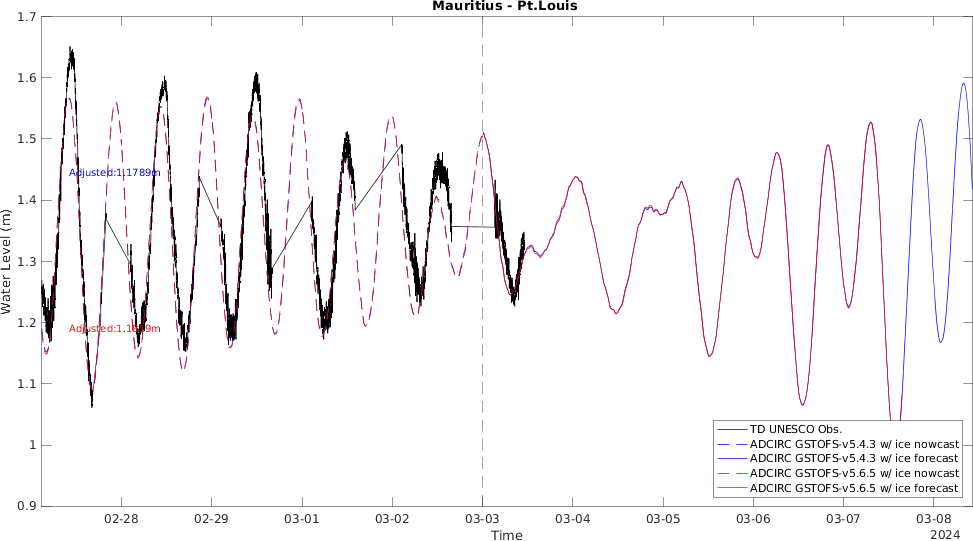 Mauritius - Pt.Louis
1.7
1.6
1.5
1.4
1.3
1.2
1.1
1
0.9
Water Level (m)
Adjusted:1.1789m
02-28
02-29
03-01
03-02
03-03
03-04
03-05
03-06
03-07
03-08
2024
Time
TD UNESCO Obs.
ADCIRC GSTOFS-v5.4.3 w/ ice nowcast
ADCIRC GSTOFS-v5.4.3 w/ ice forecast
ADCIRC GSTOFS-v5.6.5 w/ ice nowcast
ADCIRC GSTOFS-v5.6.5 w/ ice forecast